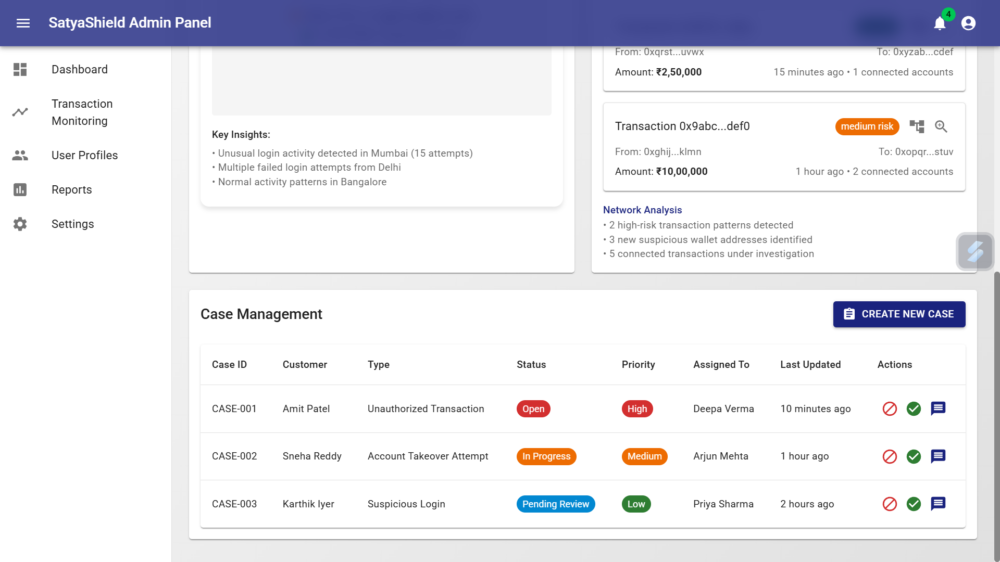 SatyaShield Admin Panel
4
Dashboard
Transaction
Monitoring
User Profiles
Reports
Settings
Key Insights:
• Unusual login activity detected in Mumbai (15 attempts)
• Multiple failed login attempts from Delhi
• Normal activity patterns in Bangalore
From: 0xqrst...uvwx To: 0xyzab...cdef
Amount: ₹2,50,000 15 minutes ago • 1 connected accounts
Transaction 0x9abc...def0 medium risk
From: 0xghij...klmn To: 0xopqr...stuv
Amount: ₹10,00,000 1 hour ago • 2 connected accounts
Network Analysis
• 2 high-risk transaction patterns detected
• 3 new suspicious wallet addresses identified
• 5 connected transactions under investigation
Case Management CREATE NEW CASE
Case ID Customer Type Status Priority Assigned To Last Updated Actions
CASE-001 Amit Patel Unauthorized Transaction Open High Deepa Verma 10 minutes ago
CASE-002 Sneha Reddy Account Takeover Attempt In Progress Medium Arjun Mehta 1 hour ago
CASE-003 Karthik Iyer Suspicious Login Pending Review Low Priya Sharma 2 hours ago